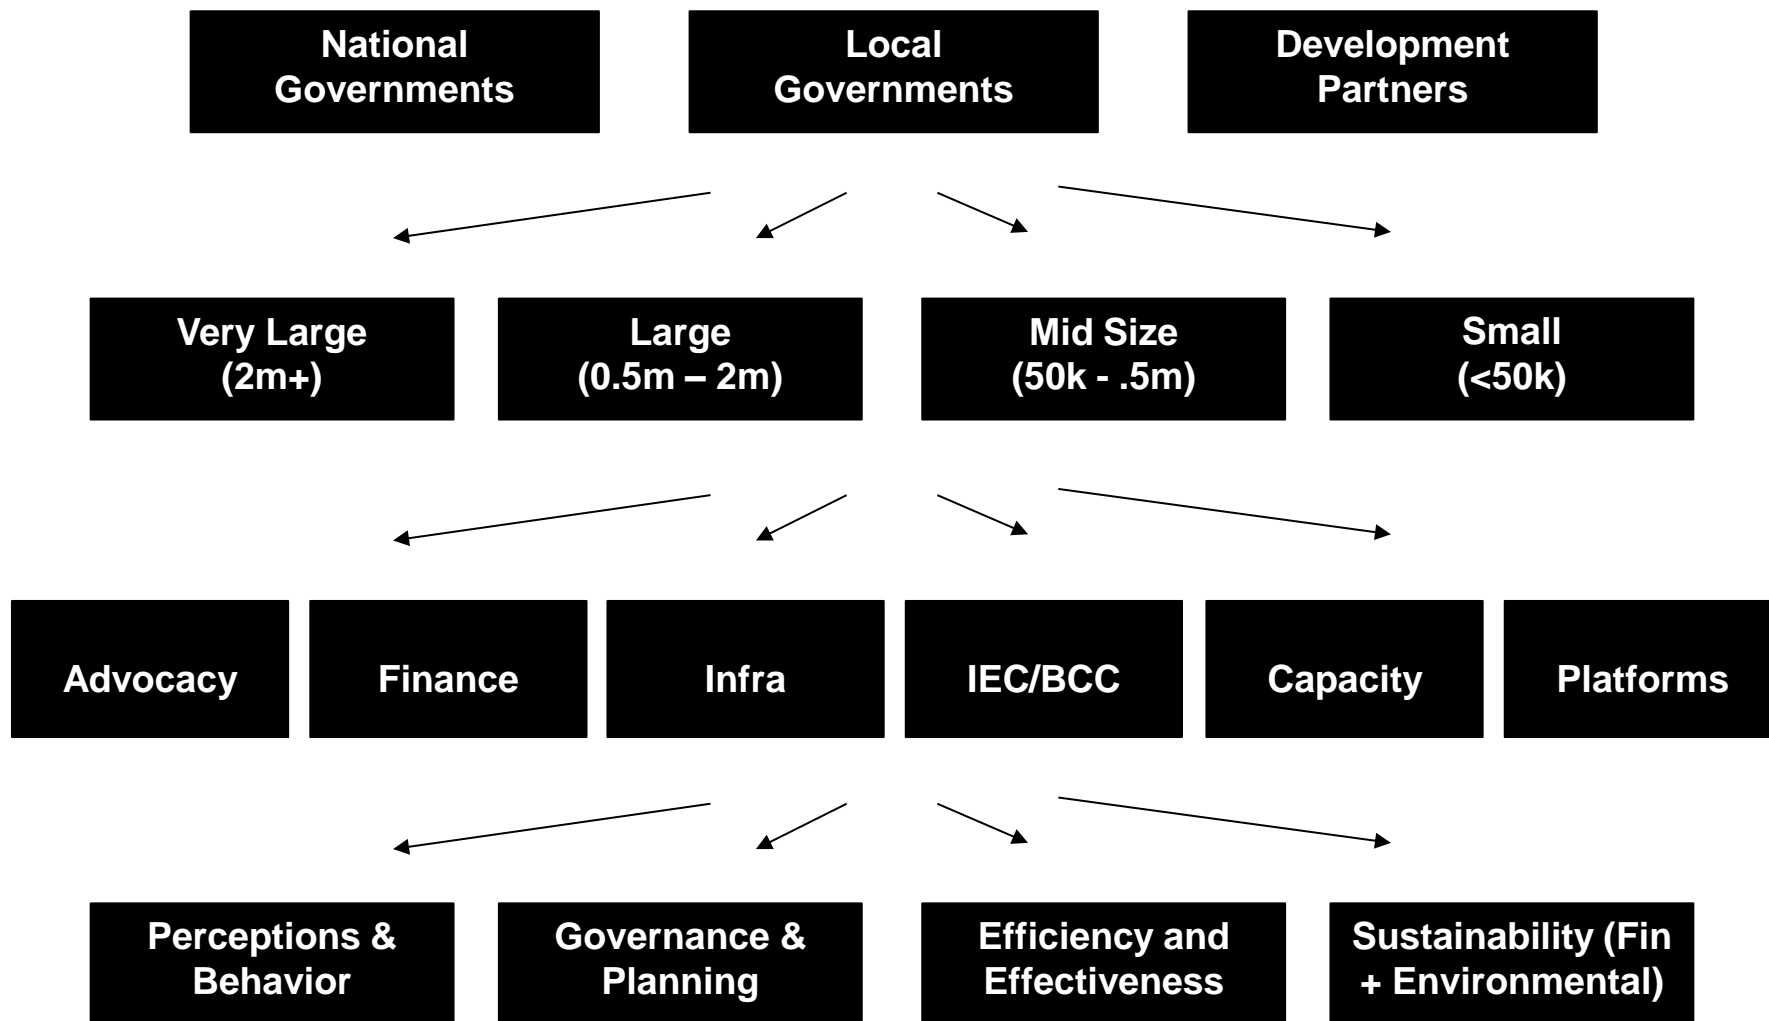 National
Governments
Local
Governments
Development
Partners
Very Large
(2m+)
Large
(0.5m – 2m)
Mid Size
(50k - .5m)
Small
(<50k)
Advocacy
Finance
Infra
IEC/BCC
Capacity
Platforms
Perceptions &
Behavior
Governance &
Planning
Efficiency and
Effectiveness
Sustainability (Fin
+ Environmental)